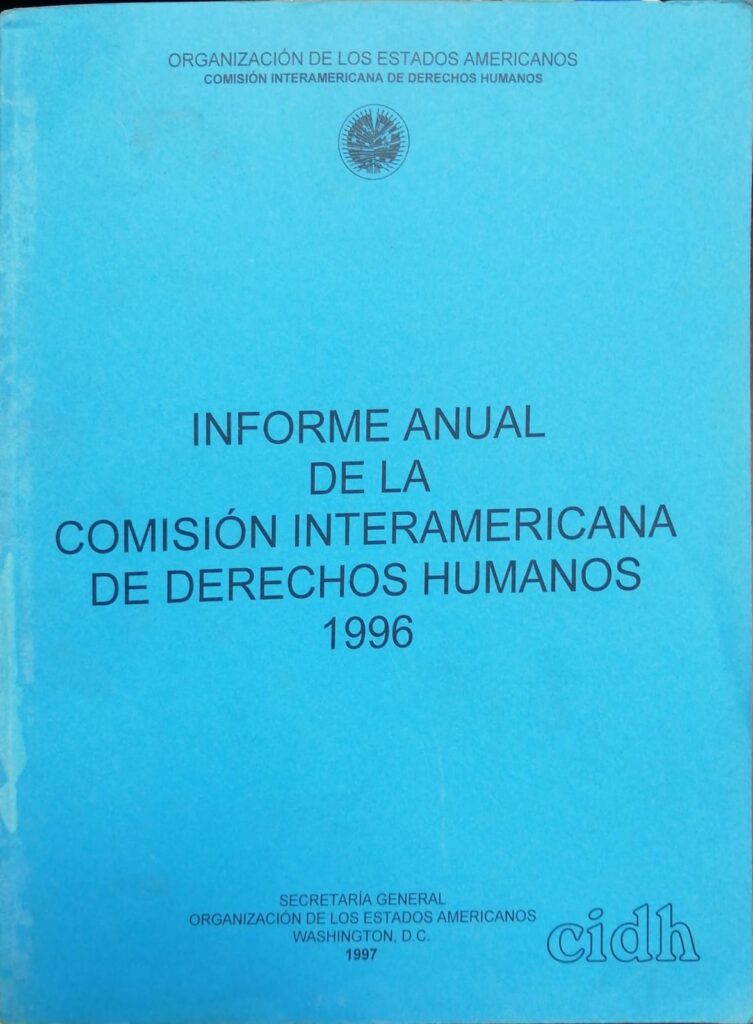 ORGANIZACIÓN DE LOS ESTADOS AMERICANOS
COMISIÓN INTERAMERICANA DE DERECHOS HUMANOS
INFORME ANUAL
DE LA
COMISIÓN INTERAMERICANA
DE DERECHOS HUMANOS
1996
SECRETARÍA GENERAL
ORGANIZACIÓN DE LOS ESTADOS AMERICANOS
WASHINGTON, D.C.
1997
cidh